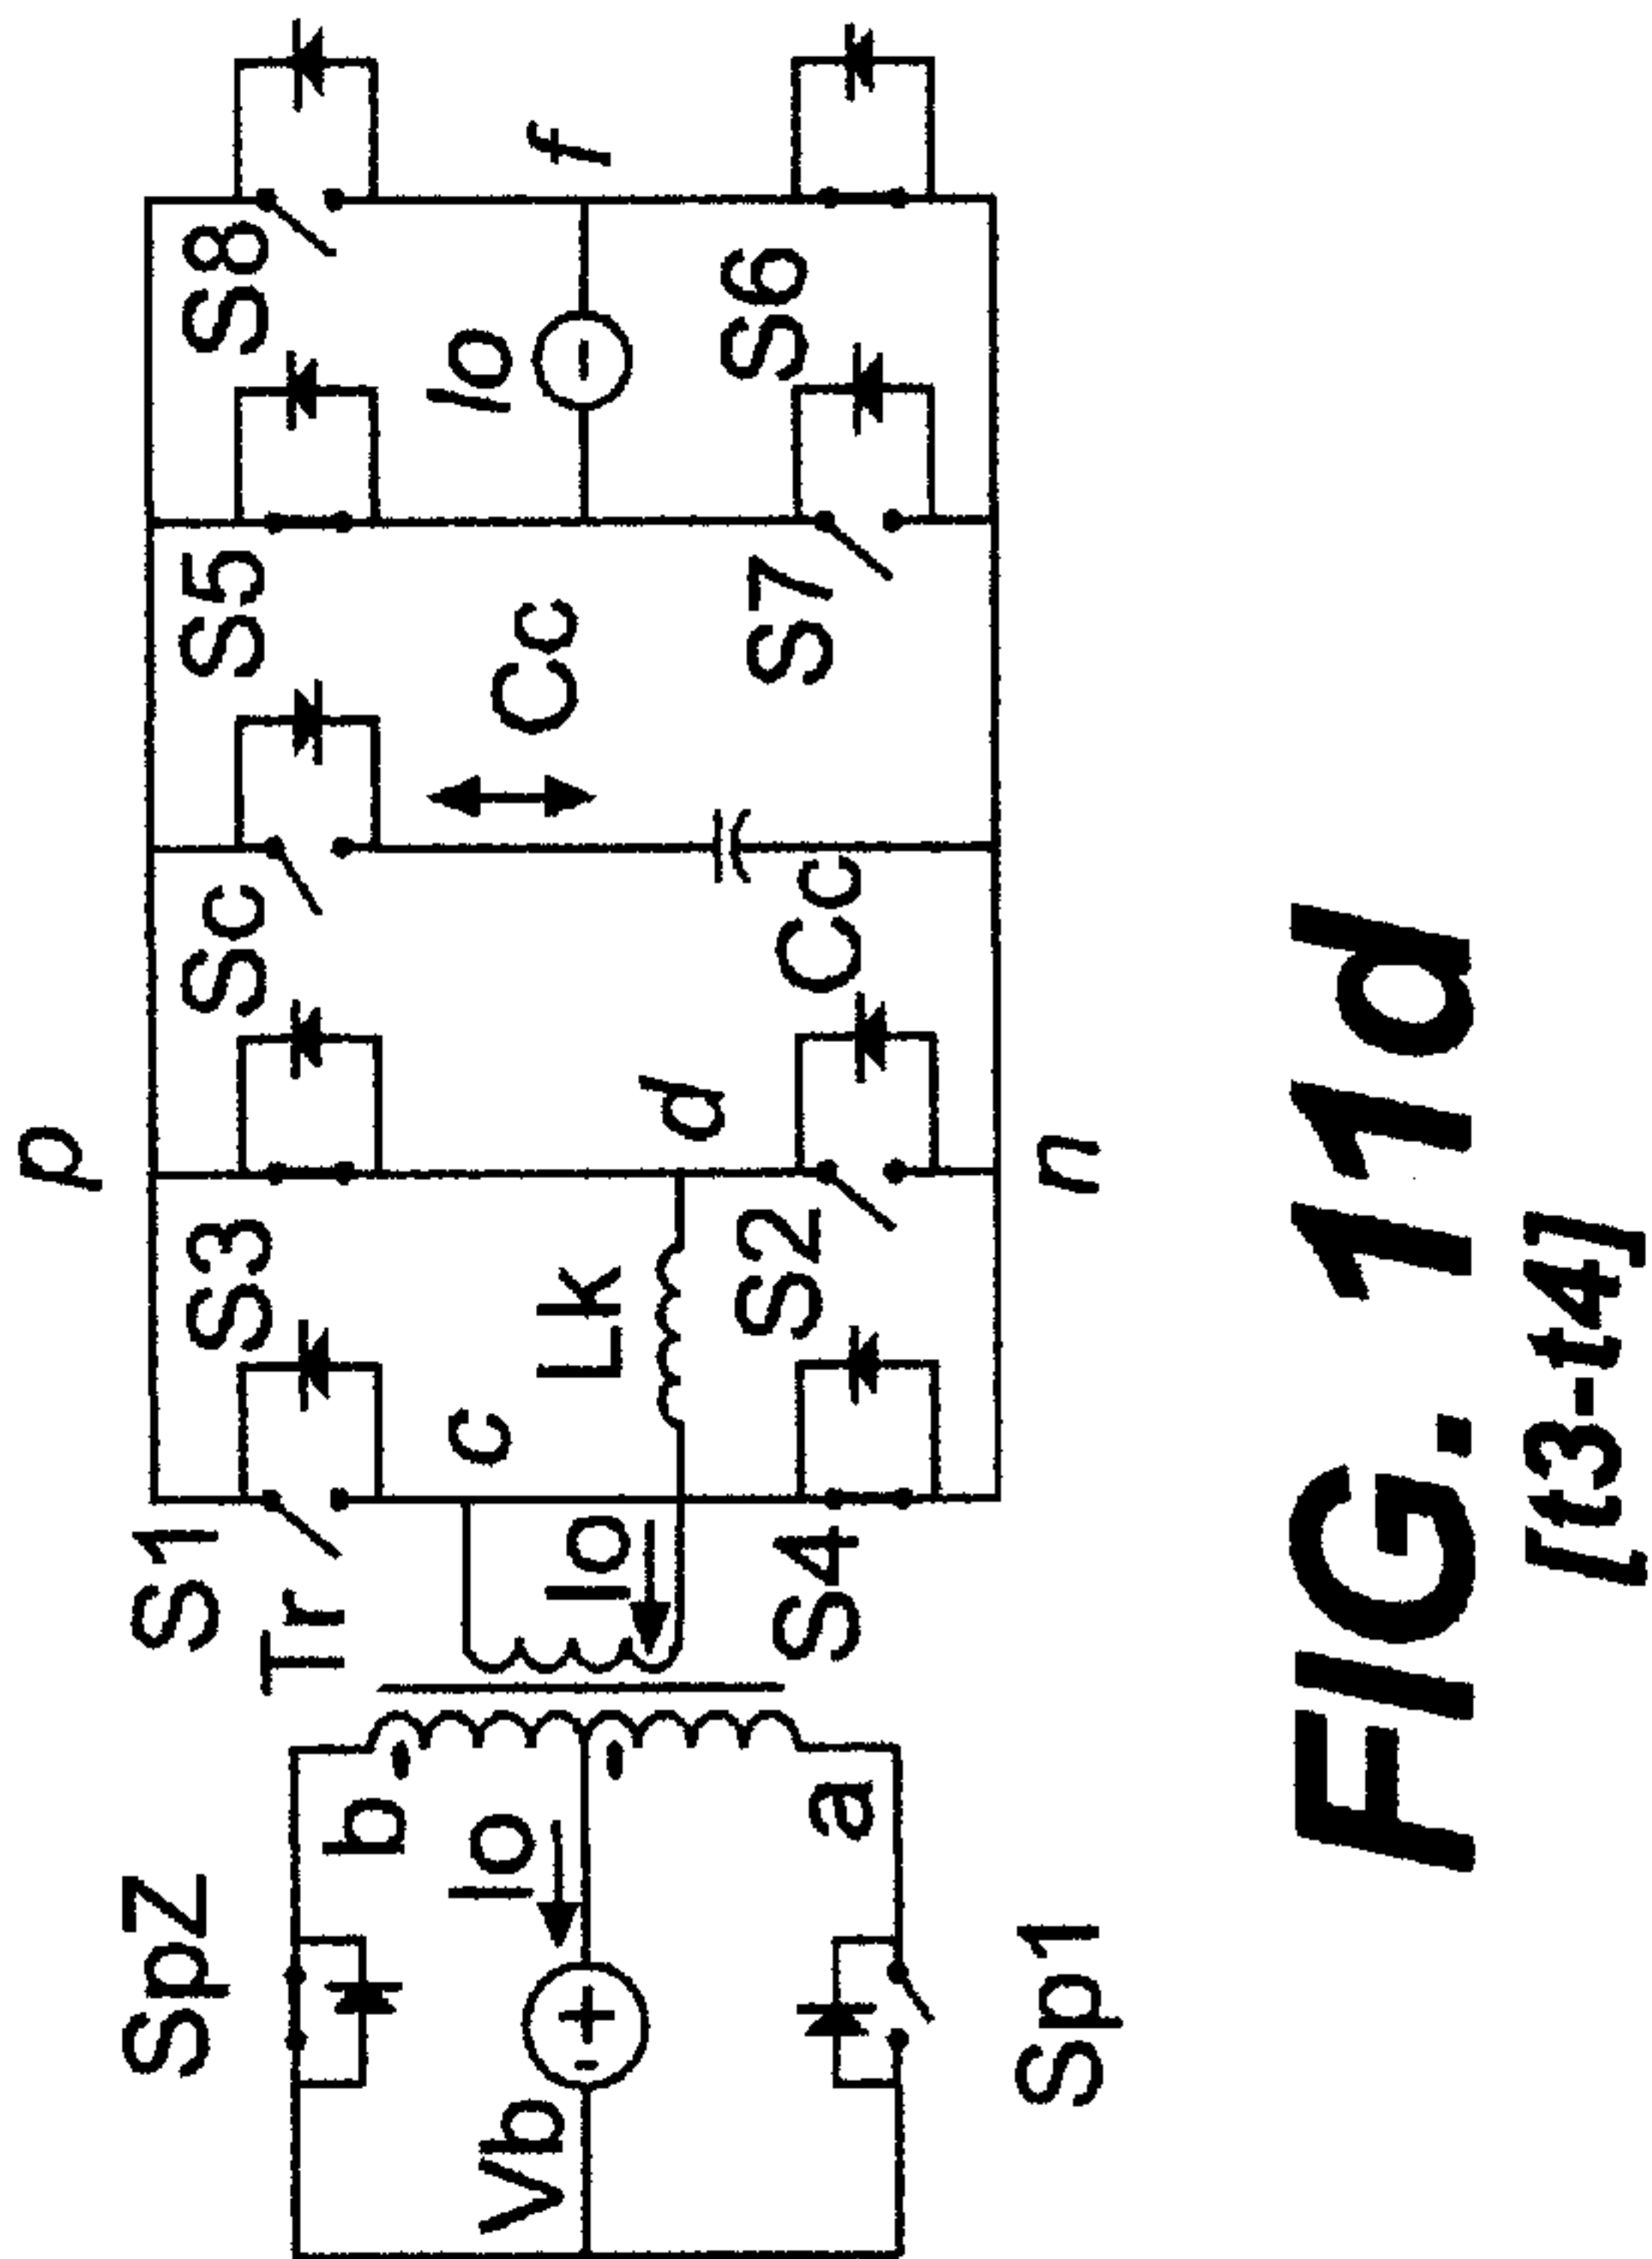 p
S1
S3
Sc
S5
S8
Tr
c
Lk
d
Cc
Cc
Io
f
SpZ
b
Io
Io
Vb
a
Sp1
S4
S2
S7
S6
n
FIG. 11d
[t3-t4]